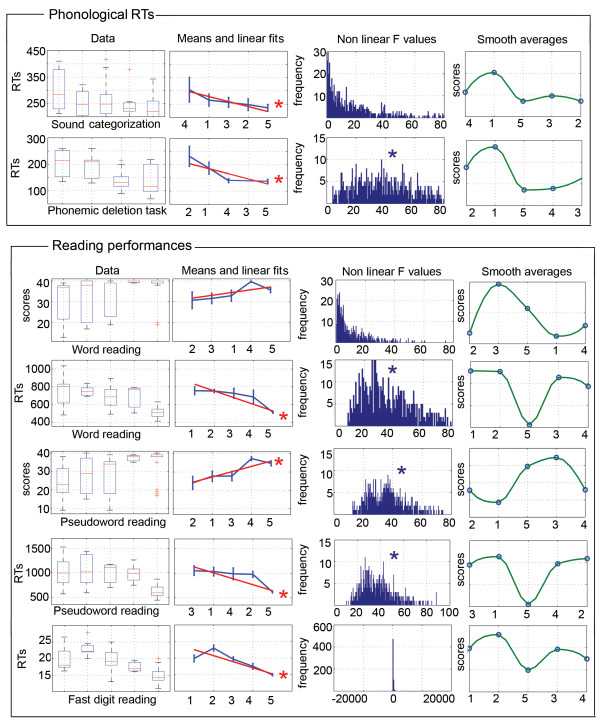 Phonological RTs
Data Means and linear fits Non linear F values Smooth averages
RTs 450 350 250 frequency 30 20 10 scores
Sound categorization 4 1 3 2 5 0 20 40 60 80 4 1 5 3 2
RTs 300 200 100 frequency 15 10 5 scores
Phonemic deletion task 2 1 4 3 5 0 20 40 60 80 2 1 5 4 3
Reading performances
Data Means and linear fits Non linear F values Smooth averages
scores 40 30 20 frequency 30 20 10 scores
Word reading 2 3 1 4 5 0 20 40 60 80 2 3 5 1 4
RTs 1000 800 600 400 frequency 15 10 5 scores
Word reading 1 2 3 4 5 0 20 40 60 80 1 2 5 3 4
scores 40 30 20 10 frequency 15 10 5 scores
Pseudoword reading 2 1 3 4 5 0 20 40 60 80 2 1 5 3 4
RTs 1500 1000 500 frequency 15 10 5 scores
Pseudoword reading 3 1 4 2 5 0 20 40 60 80 100 3 1 5 4 2
RTs 25 20 15 frequency 600 400 200 scores
Fast digit reading 1 2 3 4 5 -20000 0 20000 1 2 5 3 4